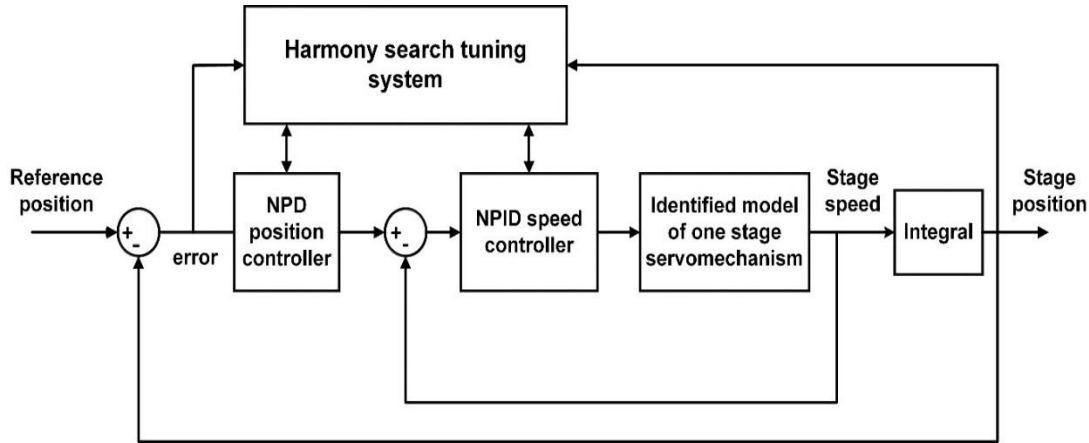 Harmony search tuning
system
Reference
position
+
-
error
NPD
position
controller
+
-
NPID speed
controller
Identified model
of one stage
servomechanism
Stage
speed
Integral
Stage
position